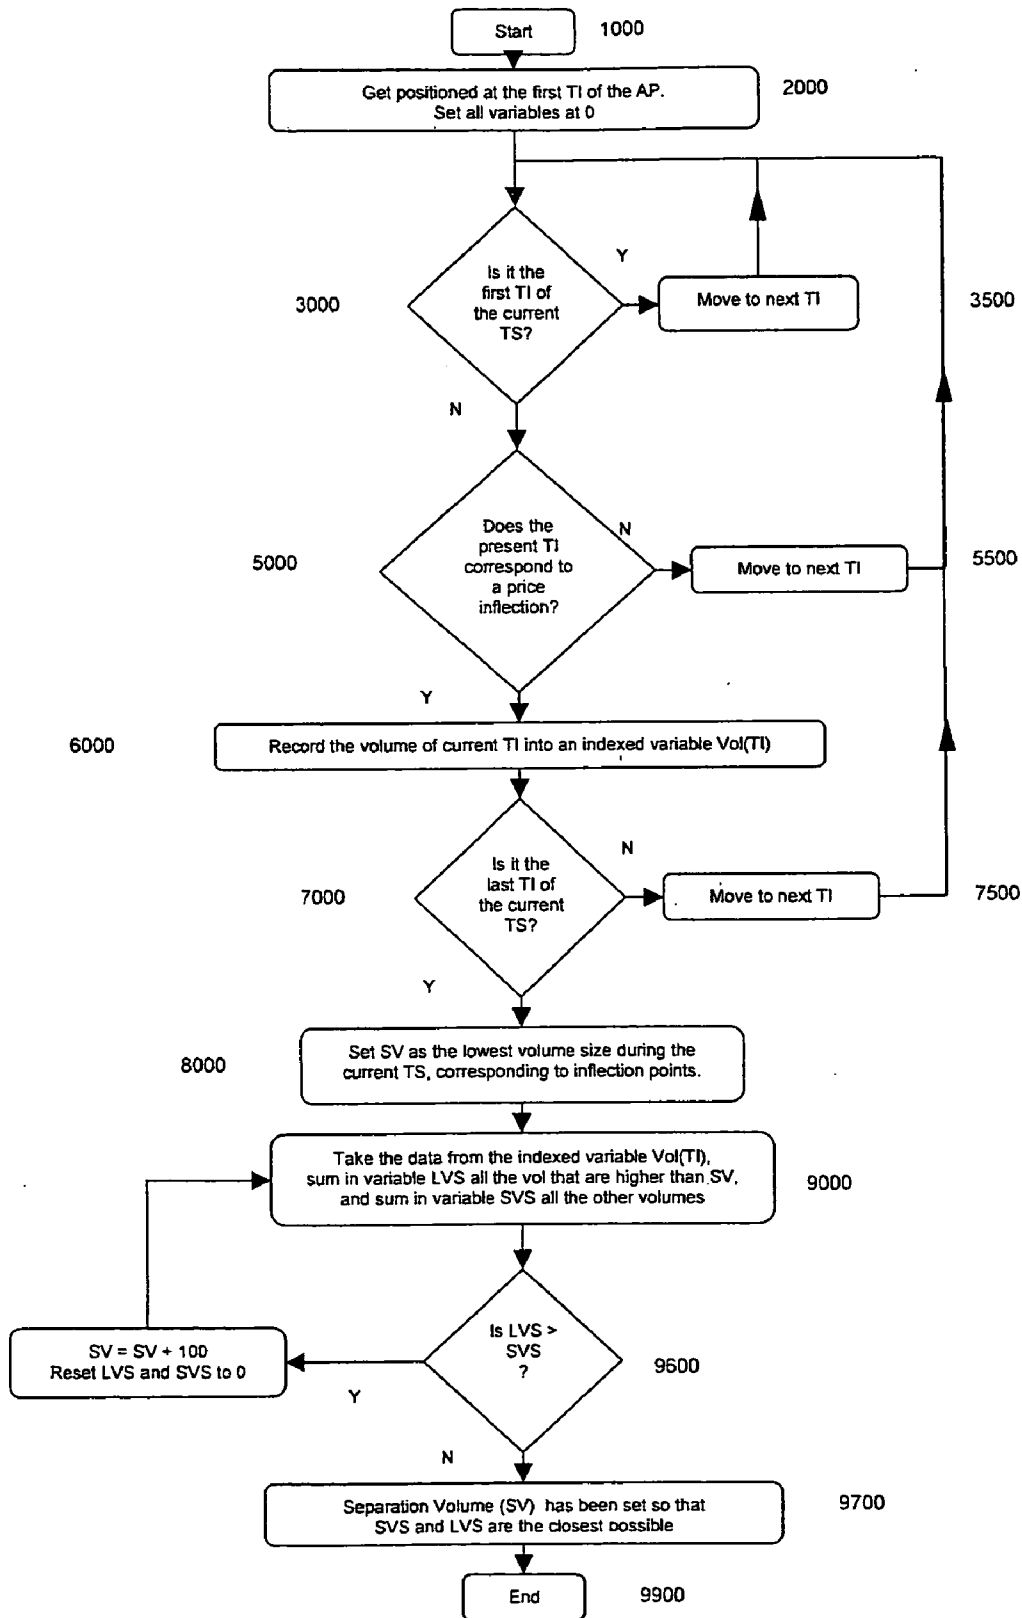 Start
1000
Get positioned at the first TI of the AP.
Set all variables at 0
2000
Is it the
first TI of
the current
TS?
3000
Y
Move to next TI
3500
N
Does the
present TI
correspond to
a price
inflection?
5000
N
Move to next TI
5500
Y
6000
Record the volume of current TI into an indexed variable Vol(TI)
Is it the
last TI of
the current
TS?
7000
N
Move to next TI
7500
Y
8000
Set SV as the lowest volume size during the
current TS, corresponding to inflection points.
Take the data from the indexed variable Vol(TI),
sum in variable LVS all the vol that are higher than SV,
and sum in variable SVS all the other volumes
9000
Is LVS >
SVS
?
9600
Y
SV = SV + 100
Reset LVS and SVS to 0
N
Separation Volume (SV) has been set so that
SVS and LVS are the closest possible
9700
End
9900